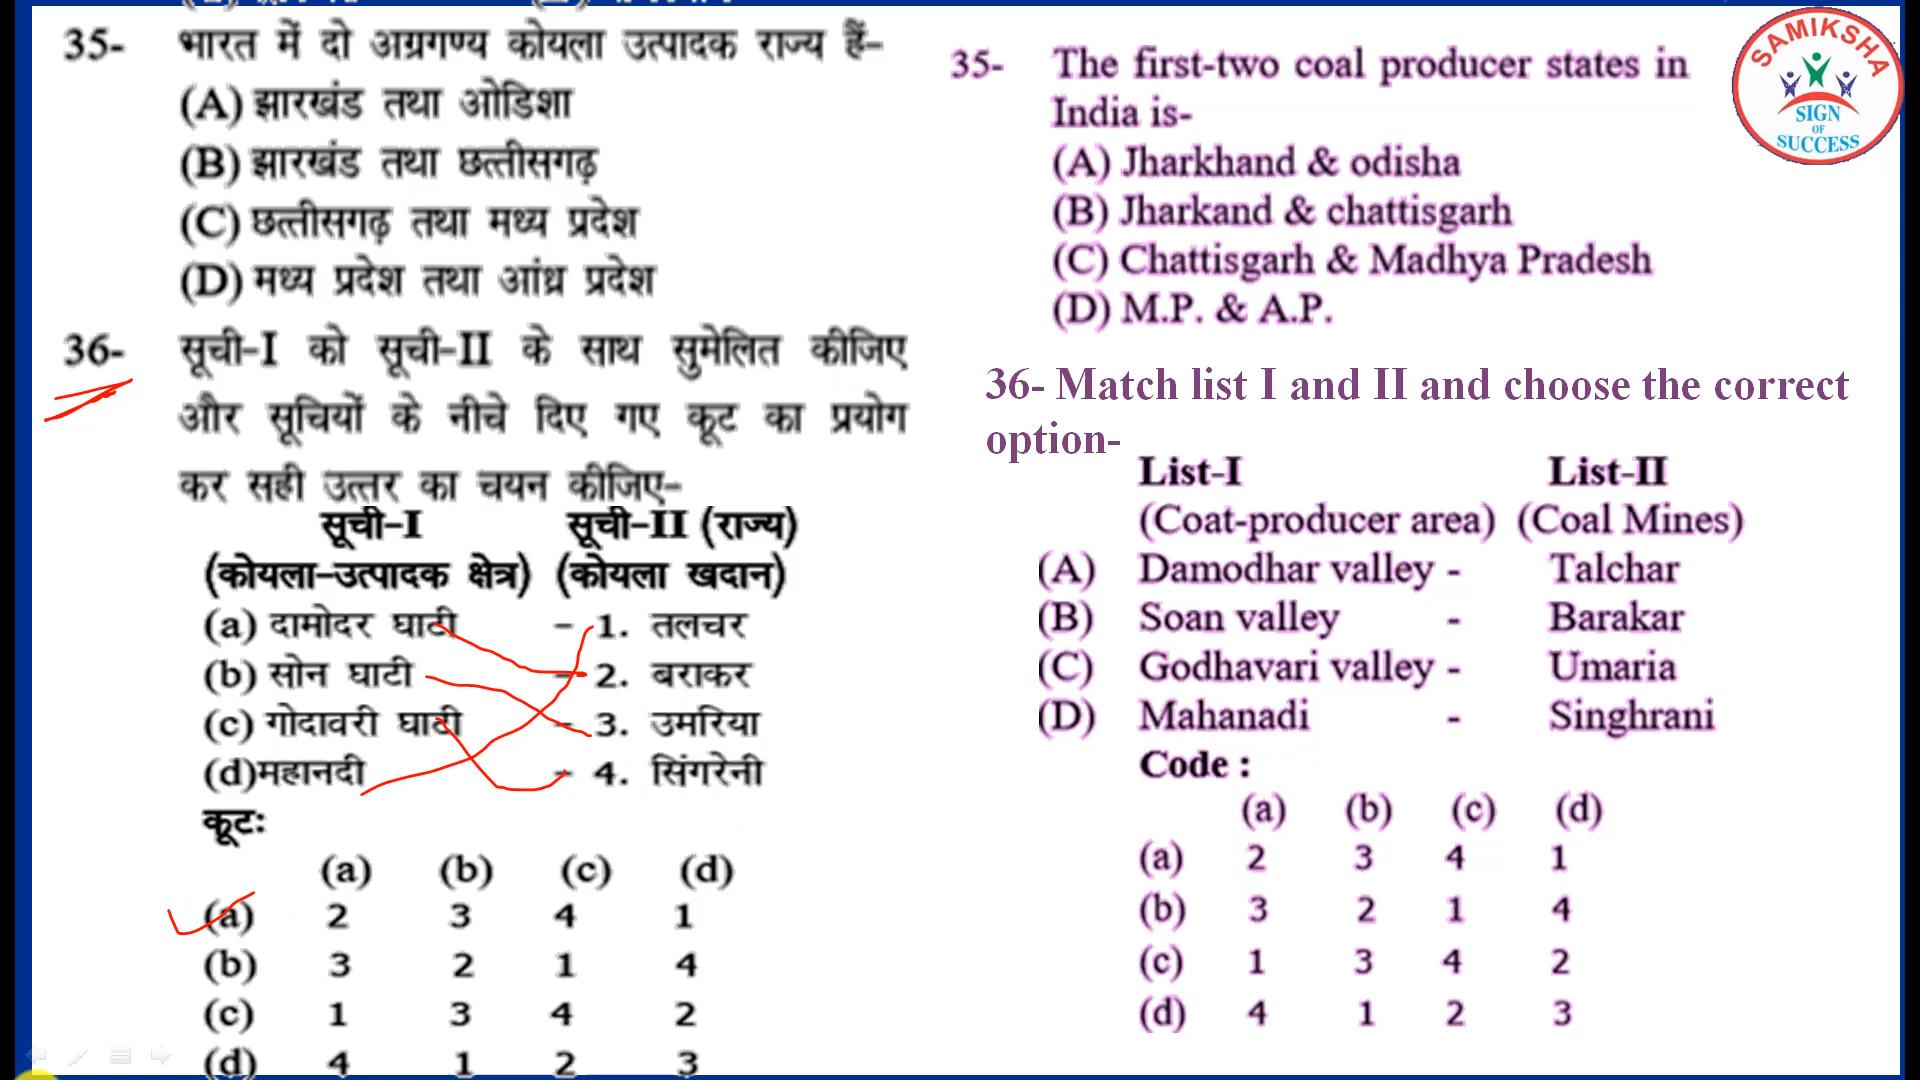 35- भारत में दो अग्रगण्य कोयला उत्पादक राज्य हैं-
(A) झारखंड तथा ओडिशा
(B) झारखंड तथा छत्तीसगढ़
(C) छत्तीसगढ़ तथा मध्य प्रदेश
(D) मध्य प्रदेश तथा आंध्र प्रदेश
36- सूची-I को सूची-II के साथ सुमेलित कीजिए
और सूचियों के नीचे दिए गए कूट का प्रयोग
कर सही उत्तर का चयन कीजिए-
सूची-I सूची-II (राज्य)
(कोयला-उत्पादक क्षेत्र) (कोयला खदान)
(a) दामोदर घाटी - 1. तलचर
(b) सोन घाटी - 2. बराकर
(c) गोदावरी घाटी - 3. उमरिया
(d)महानदी - 4. सिंगरेनी
कूटः
(a) (b) (c) (d)
(a) 2 3 4 1
(b) 3 2 1 4
(c) 1 3 4 2
(d) 4 1 2 3
35- The first-two coal producer states in
India is-
(A) Jharkhand & odisha
(B) Jharkand & chattisgarh
(C) Chattisgarh & Madhya Pradesh
(D) M.P. & A.P.
36- Match list I and II and choose the correct
option-
List-I List-II
(Coat-producer area) (Coal Mines)
(A) Damodhar valley - Talchar
(B) Soan valley - Barakar
(C) Godhavari valley - Umaria
(D) Mahanadi - Singhrani
Code :
(a) (b) (c) (d)
(a) 2 3 4 1
(b) 3 2 1 4
(c) 1 3 4 2
(d) 4 1 2 3
SAMIKSHA
SIGN
OF
SUCCESS